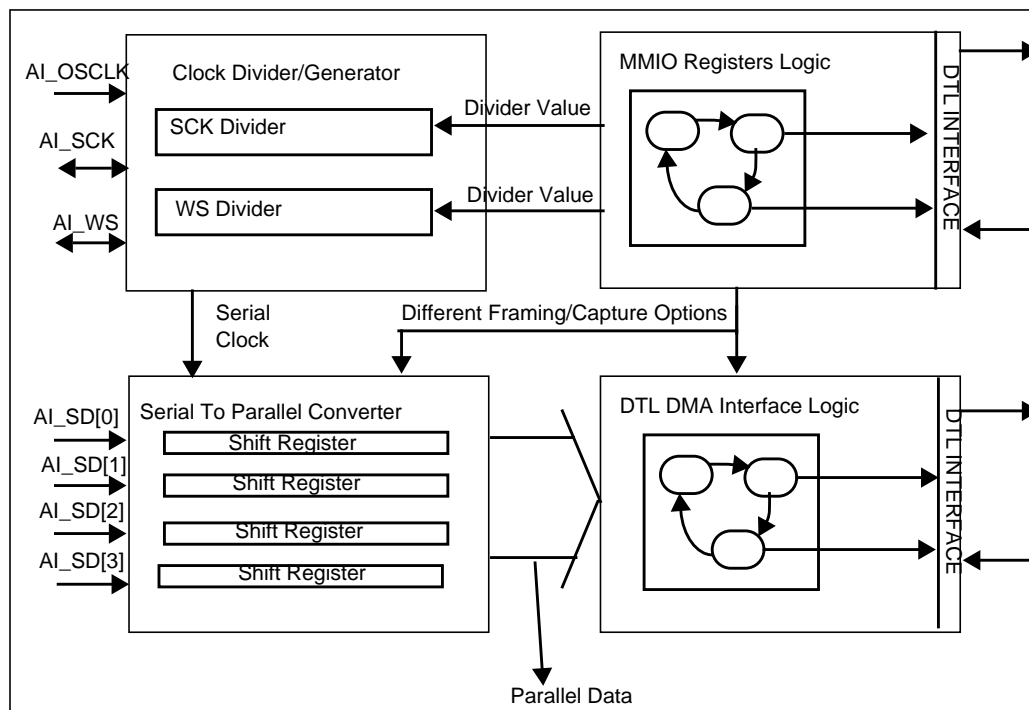 AI_OSCLK
Clock Divider/Generator
MMIO Registers Logic
DTL INTERFACE
SCK Divider
Divider Value
AI_SCK
WS Divider
Divider Value
AI_WS
Serial
Clock
Different Framing/Capture Options
Serial To Parallel Converter
DTL DMA Interface Logic
DTL INTERFACE
AI_SD[0]
Shift Register
AI_SD[1]
Shift Register
AI_SD[2]
Shift Register
AI_SD[3]
Shift Register
Parallel Data